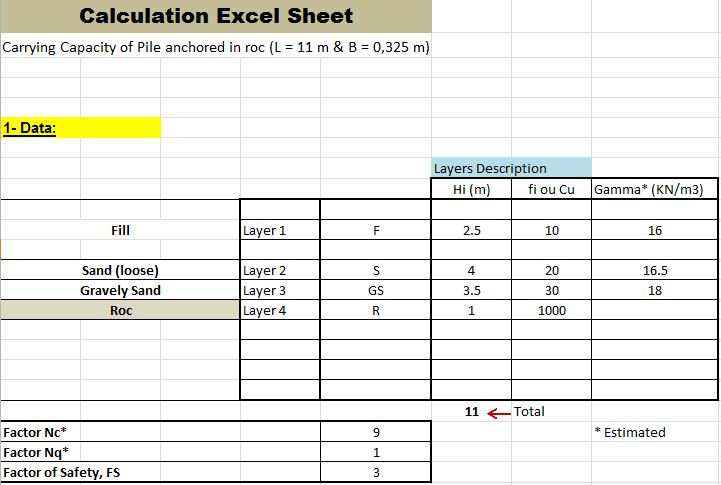 Calculation Excel Sheet
Carrying Capacity of Pile anchored in roc (L = 11 m & B = 0,325 m)
1- Data:
Layers Description
Hi (m) fi ou Cu Gamma* (KN/m3)
Fill Layer 1 F 2.5 10 16
Sand (loose) Layer 2 S 4 20 16.5
Gravely Sand Layer 3 GS 3.5 30 18
Roc Layer 4 R 1 1000
11 Total
Factor Nc* 9 * Estimated
Factor Nq* 1
Factor of Safety, FS 3